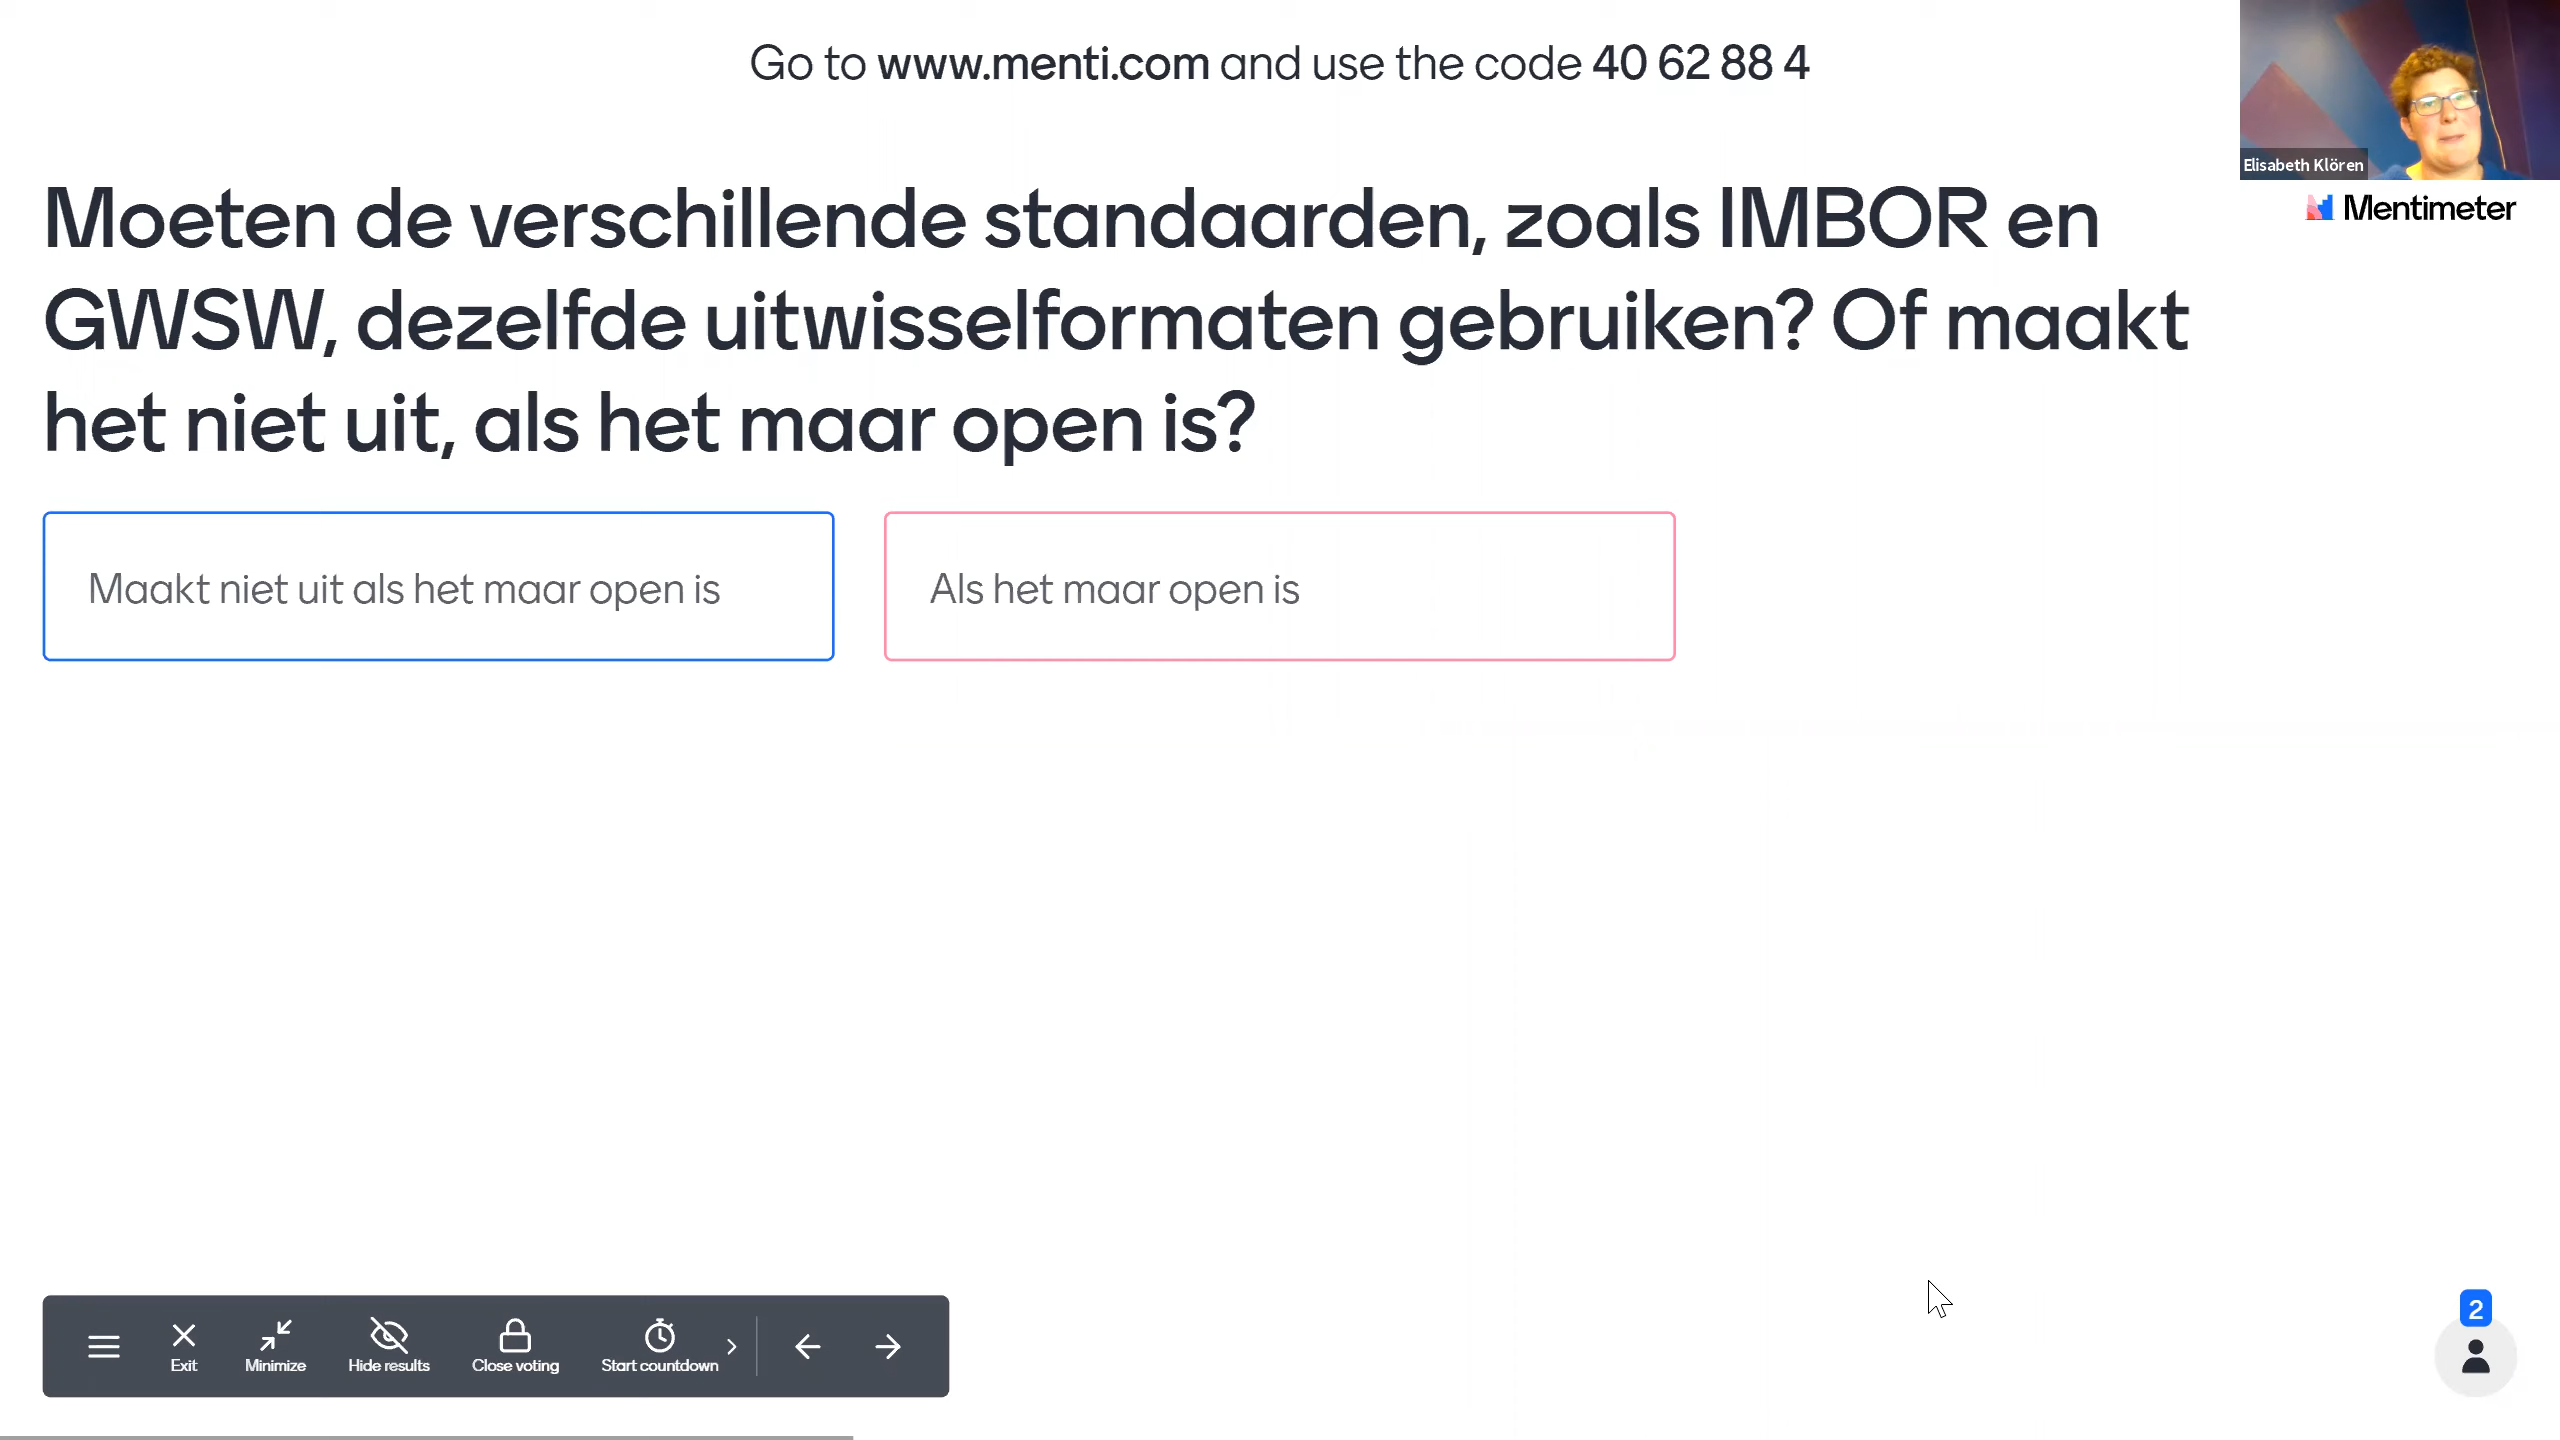 Go to www.menti.com and use the code 40 62 88 4
Elisabeth Klören
Mentimeter
Moeten de verschillende standaarden, zoals IMBOR en
GWSW, dezelfde uitwisselformaten gebruiken? Of maakt
het niet uit, als het maar open is?
Maakt niet uit als het maar open is
Als het maar open is
Exit
Minimize
Hide results
Close voting
Start countdown
2